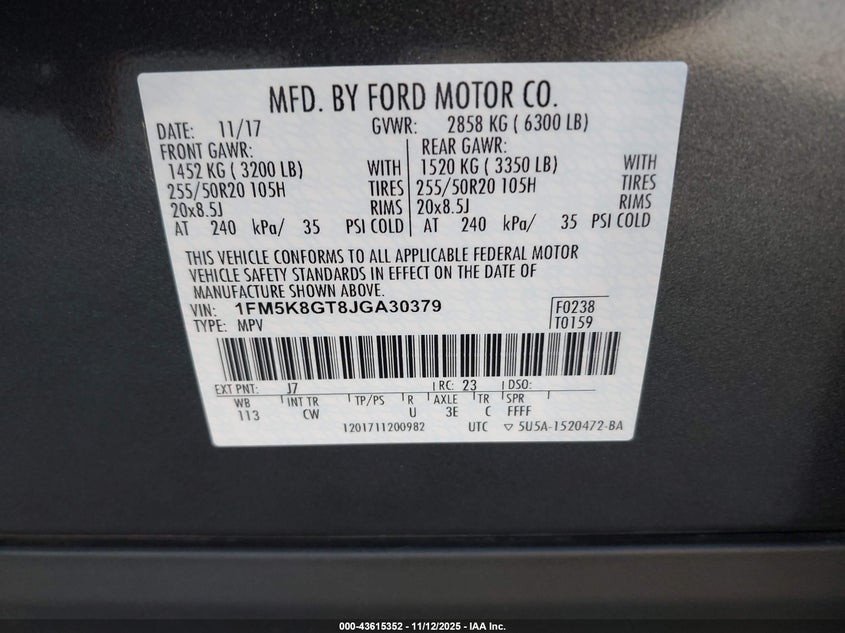 MFD. BY FORD MOTOR CO.
DATE: 11/17 GVWR: 2858 KG ( 6300 LB)
FRONT GAWR: REAR GAWR:
1452 KG ( 3200 LB) WITH 1520 KG ( 3350 LB) WITH
255/50R20 105H TIRES 255/50R20 105H TIRES
20x8.5J RIMS 20x8.5J RIMS
AT 240 kPa/ 35 PSI COLD AT 240 kPa/ 35 PSI COLD
THIS VEHICLE CONFORMS TO ALL APPLICABLE FEDERAL MOTOR
VEHICLE SAFETY STANDARDS IN EFFECT ON THE DATE OF
MANUFACTURE SHOWN ABOVE.
VIN: 1FM5K8GT8JGA30379 F0238
TYPE: MPV T0159
EXT PNT: J7 RC: 23 DSO:
WB INT TR TP/PS R AXLE TR SPR
113 CW U 3E C FFFF
1201711200982 UTC ▽ 5U5A-1520472-BA
000-43615352 - 11/12/2025 - IAA Inc.